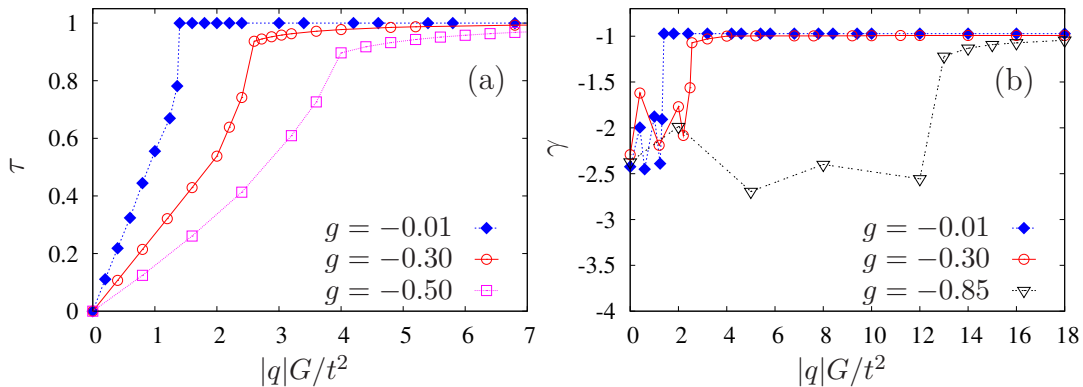 1
0.8
0.6
0.4
0.2
0
τ
(a)
g = −0.01
g = −0.30
g = −0.50
0 1 2 3 4 5 6 7
|q|G/t²
-0.5
-1
-1.5
-2
-2.5
-3
-3.5
-4
γ
(b)
g = −0.01
g = −0.30
g = −0.85
0 2 4 6 8 10 12 14 16 18
|q|G/t²